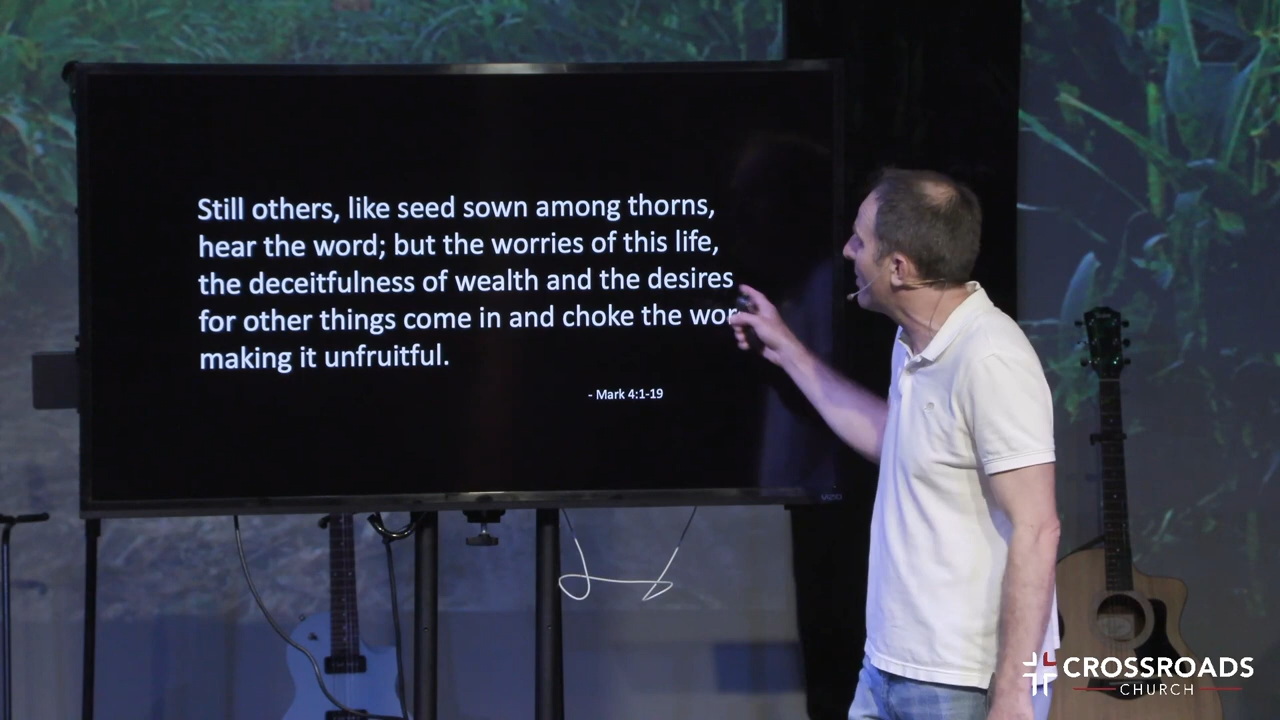 Still others, like seed sown among thorns,
hear the word; but the worries of this life,
the deceitfulness of wealth and the desires
for other things come in and choke the wor
making it unfruitful.
- Mark 4:1-19
VIZIO
CROSSROADS
CHURCH